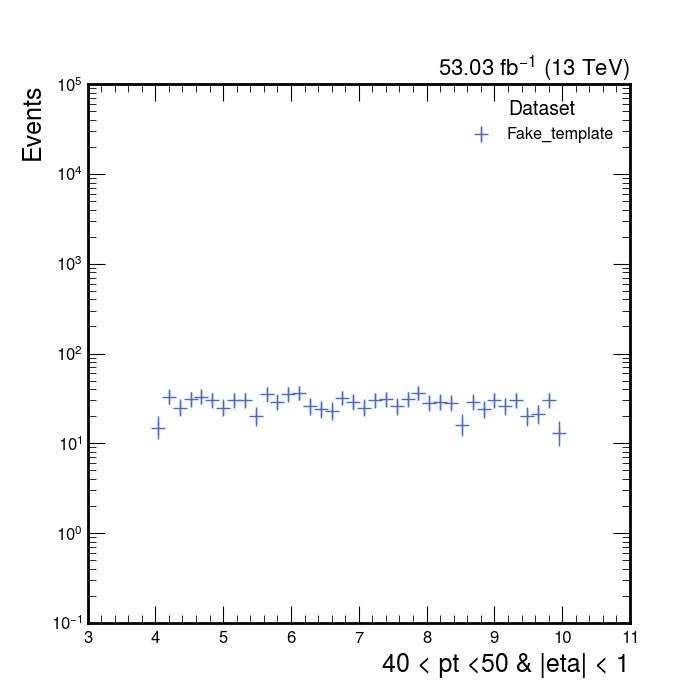 53.03 fb⁻¹ (13 TeV)
Events
10⁵
10⁴
10³
10²
10¹
10⁰
10⁻¹
Dataset
Fake_template
3 4 5 6 7 8 9 10 11
40 < pt <50 & |eta| < 1